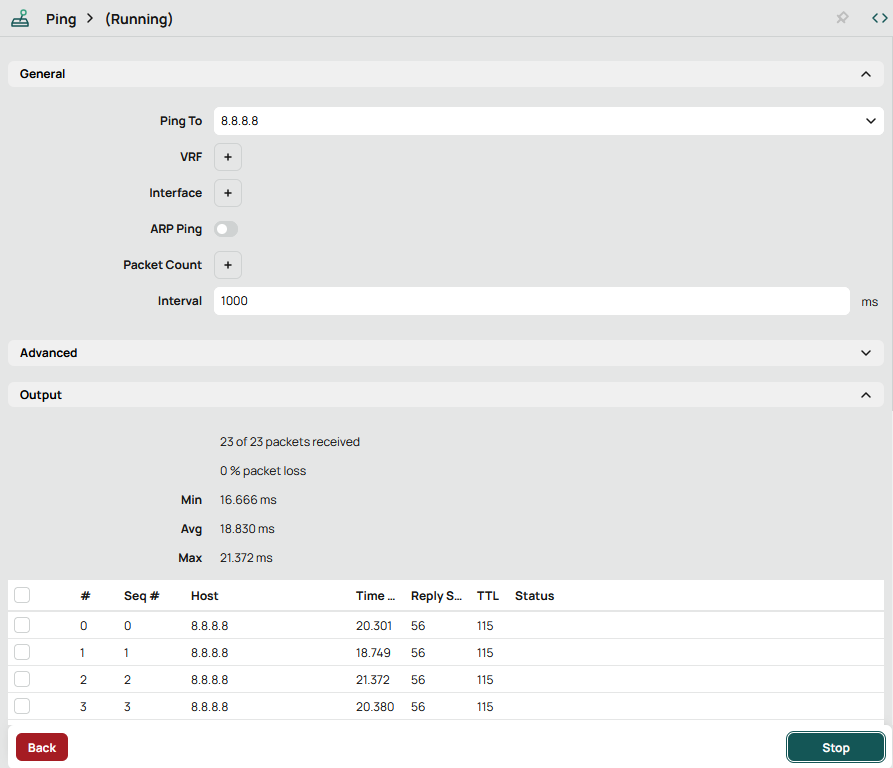 Ping > (Running)
General
Ping To 8.8.8.8
VRF +
Interface +
ARP Ping
Packet Count +
Interval 1000 ms
Advanced
Output
23 of 23 packets received
0 % packet loss
Min 16.666 ms
Avg 18.830 ms
Max 21.372 ms
# Seq # Host Time ... Reply S... TTL Status
0 0 8.8.8.8 20.301 56 115
1 1 8.8.8.8 18.749 56 115
2 2 8.8.8.8 21.372 56 115
3 3 8.8.8.8 20.380 56 115
Back Stop